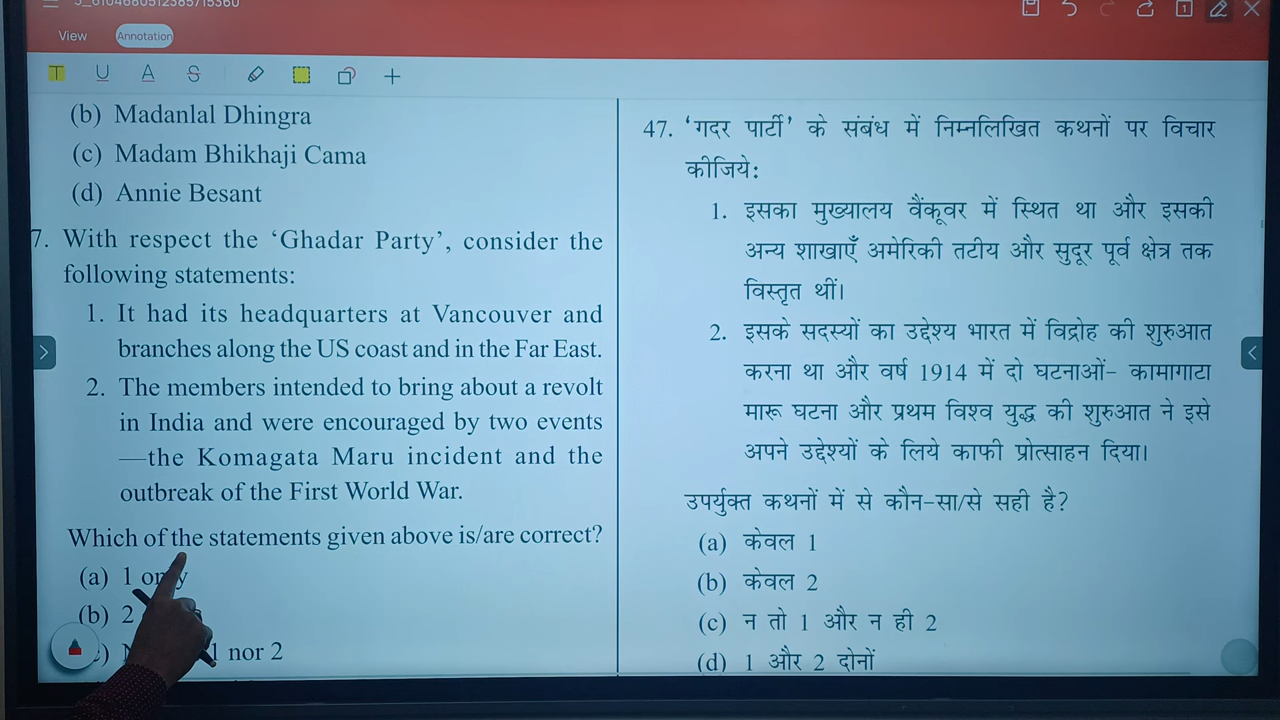 View
Annotation
(b) Madanlal Dhingra
(c) Madam Bhikhaji Cama
(d) Annie Besant
7. With respect the ‘Ghadar Party’, consider the
following statements:
1. It had its headquarters at Vancouver and
branches along the US coast and in the Far East.
2. The members intended to bring about a revolt
in India and were encouraged by two events
—the Komagata Maru incident and the
outbreak of the First World War.
Which of the statements given above is/are correct?
(a) 1 only
(b) 2
1 nor 2
47. ‘गदर पार्टी’ के संबंध में निम्नलिखित कथनों पर विचार
कीजिये:
1. इसका मुख्यालय वैंकूवर में स्थित था और इसकी
अन्य शाखाएँ अमेरिकी तटीय और सुदूर पूर्व क्षेत्र तक
विस्तृत थीं।
2. इसके सदस्यों का उद्देश्य भारत में विद्रोह की शुरुआत
करना था और वर्ष 1914 में दो घटनाओं- कामागाटा
मारू घटना और प्रथम विश्व युद्ध की शुरुआत ने इसे
अपने उद्देश्यों के लिये काफी प्रोत्साहन दिया।
उपर्युक्त कथनों में से कौन-सा/से सही है?
(a) केवल 1
(b) केवल 2
(c) न तो 1 और न ही 2
(d) 1 और 2 दोनों